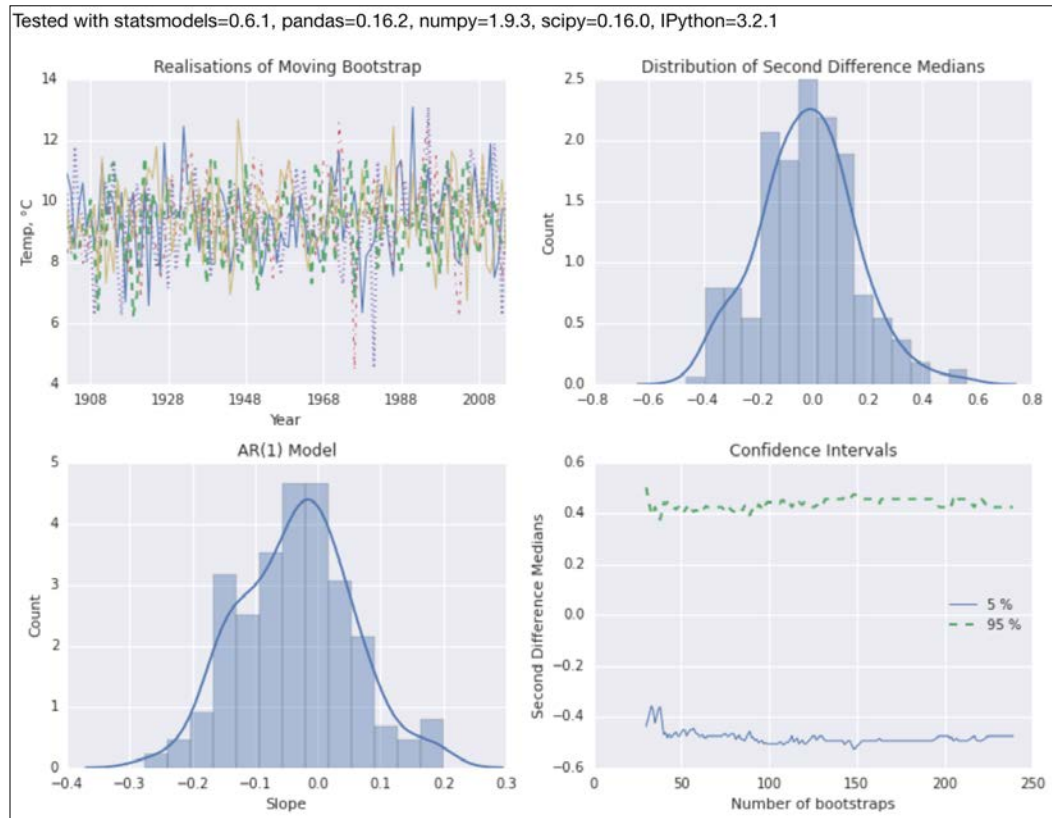 Tested with statsmodels=0.6.1, pandas=0.16.2, numpy=1.9.3, scipy=0.16.0, IPython=3.2.1
Realisations of Moving Bootstrap
14
12
10
8
6
4
Temp, °C
1908 1928 1948 1968 1988 2008
Year
Distribution of Second Difference Medians
2.5
2.0
1.5
1.0
0.5
0.0
Count
−0.8 −0.6 −0.4 −0.2 0.0 0.2 0.4 0.6 0.8
AR(1) Model
5
4
3
2
1
0
Count
−0.4 −0.3 −0.2 −0.1 0.0 0.1 0.2 0.3
Slope
Confidence Intervals
0.6
0.4
0.2
0.0
−0.2
−0.4
−0.6
Second Difference Medians
5 %
95 %
0 50 100 150 200 250
Number of bootstraps